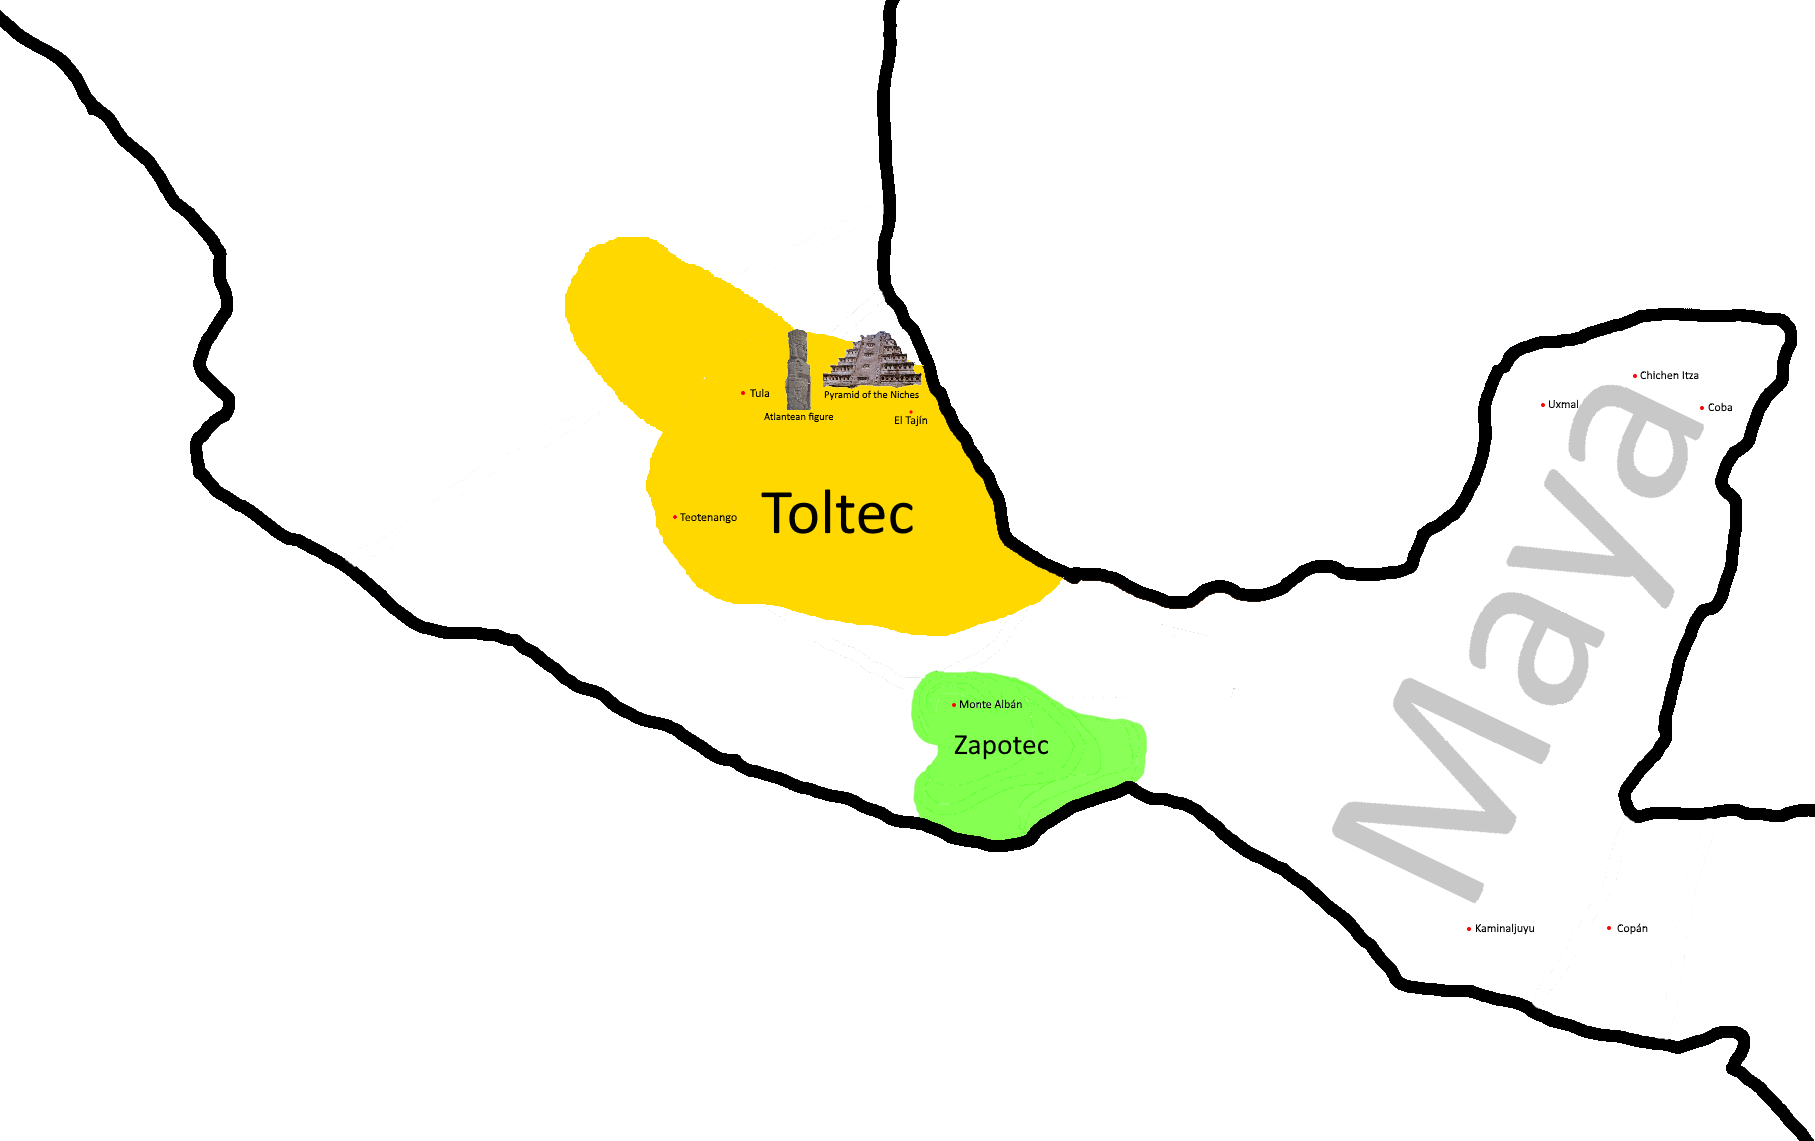 Tula
Atlantean figure
Pyramid of the Niches
El Tajín
Teotenango
Toltec
Monte Albán
Zapotec
Chichen Itza
Uxmal
Coba
Maya
Kaminaljuyu
Copán